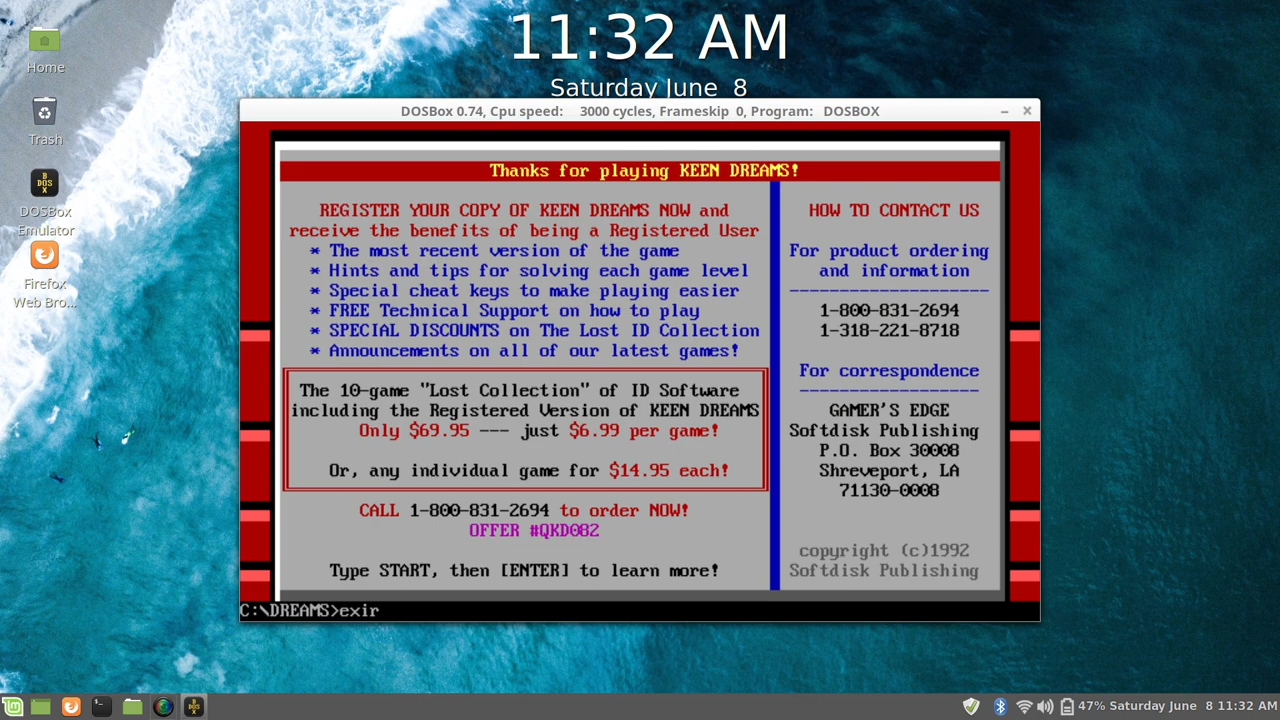 11:32 AM
Saturday June  8
Home
Trash
DOSBox
Emulator
Firefox
Web Bro...
DOSBox 0.74, Cpu speed:    3000 cycles, Frameskip  0, Program:   DOSBOX
Thanks for playing KEEN DREAMS!
REGISTER YOUR COPY OF KEEN DREAMS NOW and
receive the benefits of being a Registered User
* The most recent version of the game
* Hints and tips for solving each game level
* Special cheat keys to make playing easier
* FREE Technical Support on how to play
* SPECIAL DISCOUNTS on The Lost ID Collection
* Announcements on all of our latest games!
The 10-game "Lost Collection" of ID Software
including the Registered Version of KEEN DREAMS
Only $69.95 --- just $6.99 per game!
Or, any individual game for $14.95 each!
CALL 1-800-831-2694 to order NOW!
OFFER #QKD082
Type START, then [ENTER] to learn more!
HOW TO CONTACT US
For product ordering
and information
--------------------
1-800-831-2694
1-318-221-8718
For correspondence
------------------
GAMER'S EDGE
Softdisk Publishing
P.O. Box 30008
Shreveport, LA
71130-0008
copyright (c)1992
Softdisk Publishing
C:\DREAMS>exir
47% Saturday June  8 11:32 AM